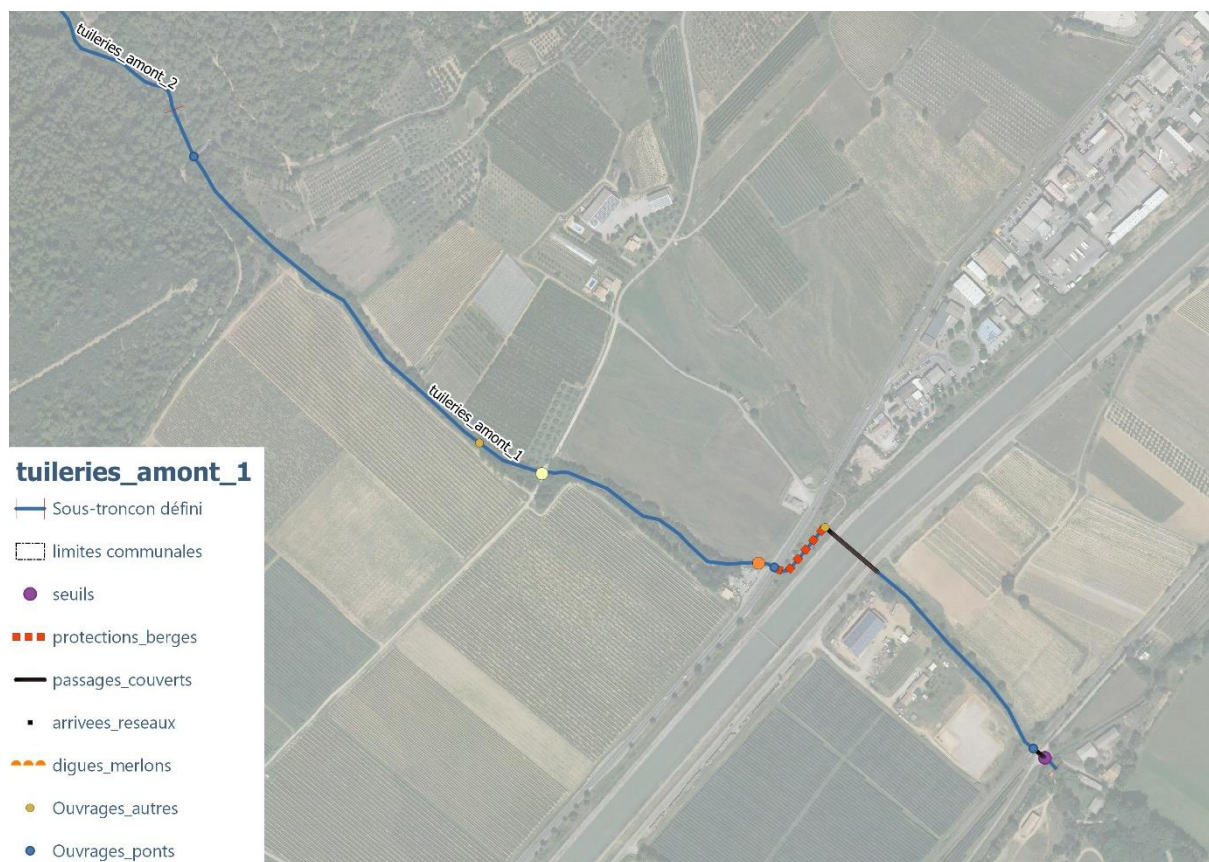 tuileries_amont_2
tuileries_amont_1
tuileries_amont_1
Sous-troncon défini
limites communales
seuils
protections_berges
passages_couverts
arrivees_reseaux
digues_merlons
Ouvrages_autres
Ouvrages_ponts